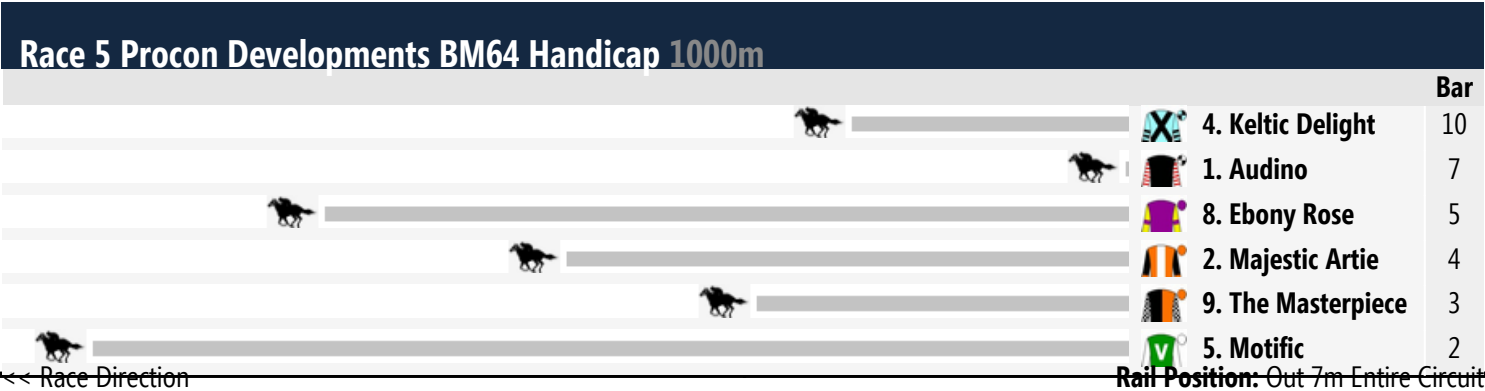 Race 5 Procon Developments BM64 Handicap 1000m
Bar
4. Keltic Delight 10
1. Audino 7
8. Ebony Rose 5
2. Majestic Artie 4
9. The Masterpiece 3
V 5. Motific 2
<< Race Direction Rail Position: Out 7m Entire Circuit